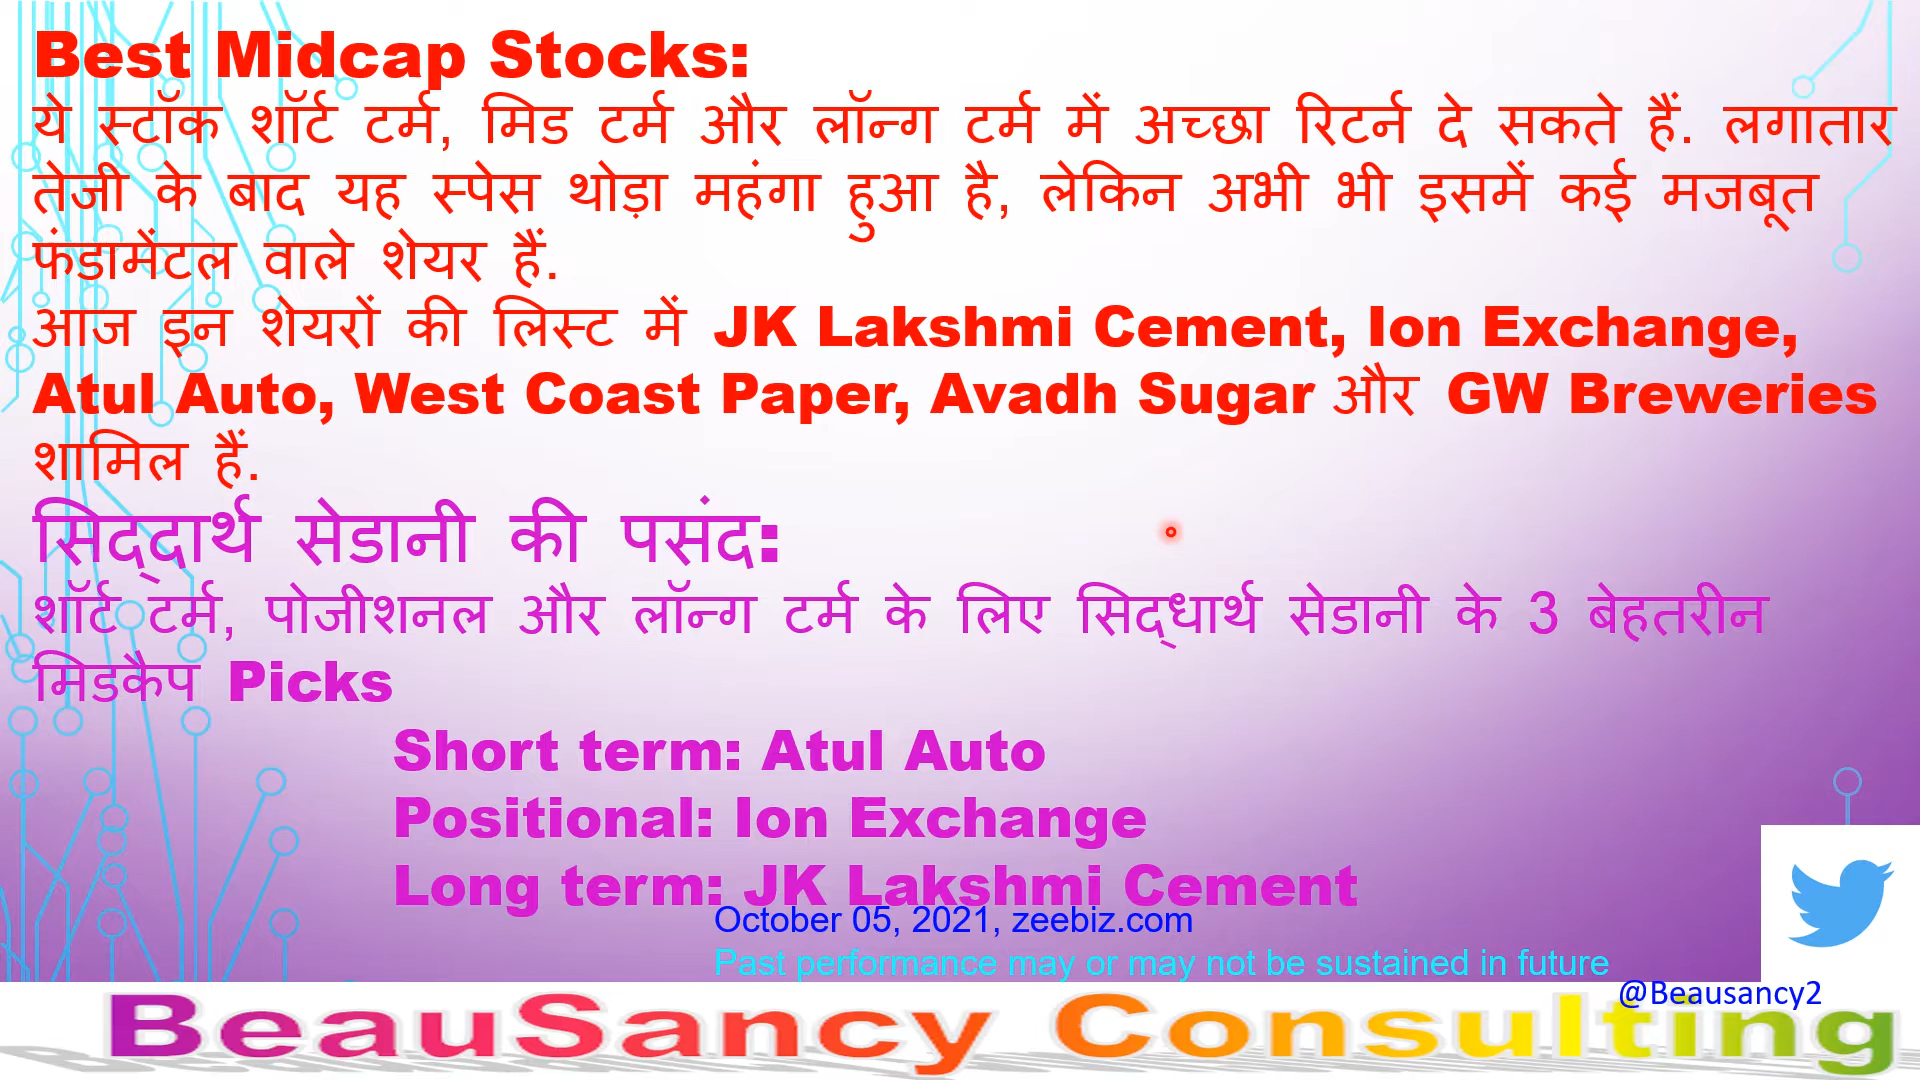 Best Midcap Stocks:
ये स्टॉक शॉर्ट टर्म, मिड टर्म और लॉन्ग टर्म में अच्छा रिटर्न दे सकते हैं. लगातार
तेजी के बाद यह स्पेस थोड़ा महंगा हुआ है, लेकिन अभी भी इसमें कई मजबूत
फंडामेंटल वाले शेयर हैं.
आज इन शेयरों की लिस्ट में JK Lakshmi Cement, Ion Exchange,
Atul Auto, West Coast Paper, Avadh Sugar और GW Breweries
शामिल हैं.
सिद्दार्थ सेडानी की पसंद:
शॉर्ट टर्म, पोजीशनल और लॉन्ग टर्म के लिए सिद्धार्थ सेडानी के 3 बेहतरीन
मिडकैप Picks
Short term: Atul Auto
Positional: Ion Exchange
Long term: JK Lakshmi Cement
October 05, 2021, zeebiz.com
Past performance may or may not be sustained in future
@Beausancy2
BeauSancy Consulting